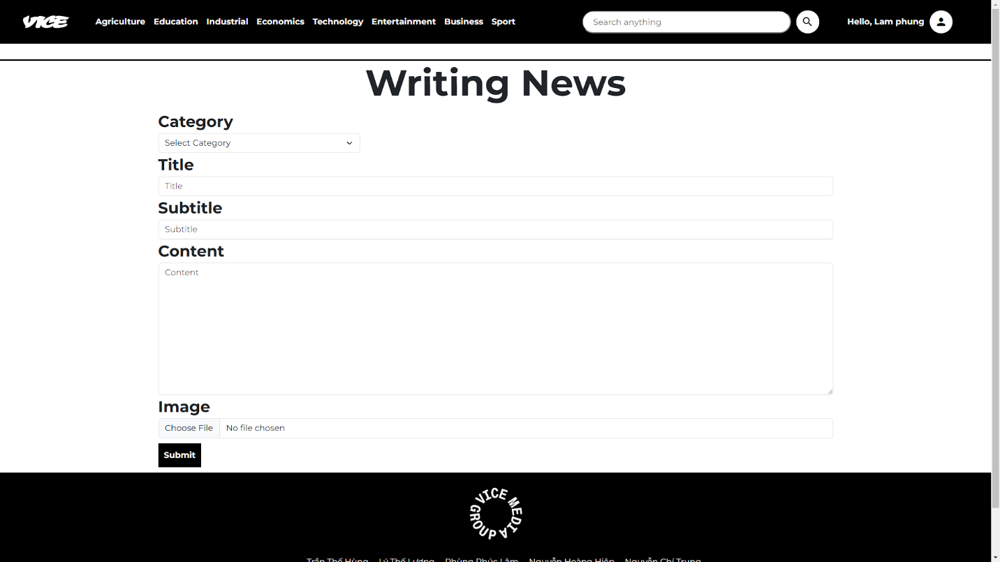 VICE Agriculture Education Industrial Economics Technology Entertainment Business Sport Search anything Hello, Lam phung
Writing News
Category
Select Category
Title
Title
Subtitle
Subtitle
Content
Content
Image
Choose File No file chosen
Submit
VICE MEDIA GROUP
Trần Thế Hùng Lý Thế Lương Phùng Phúc Lâm Nguyễn Hoàng Hiệp Nguyễn Chí Trung